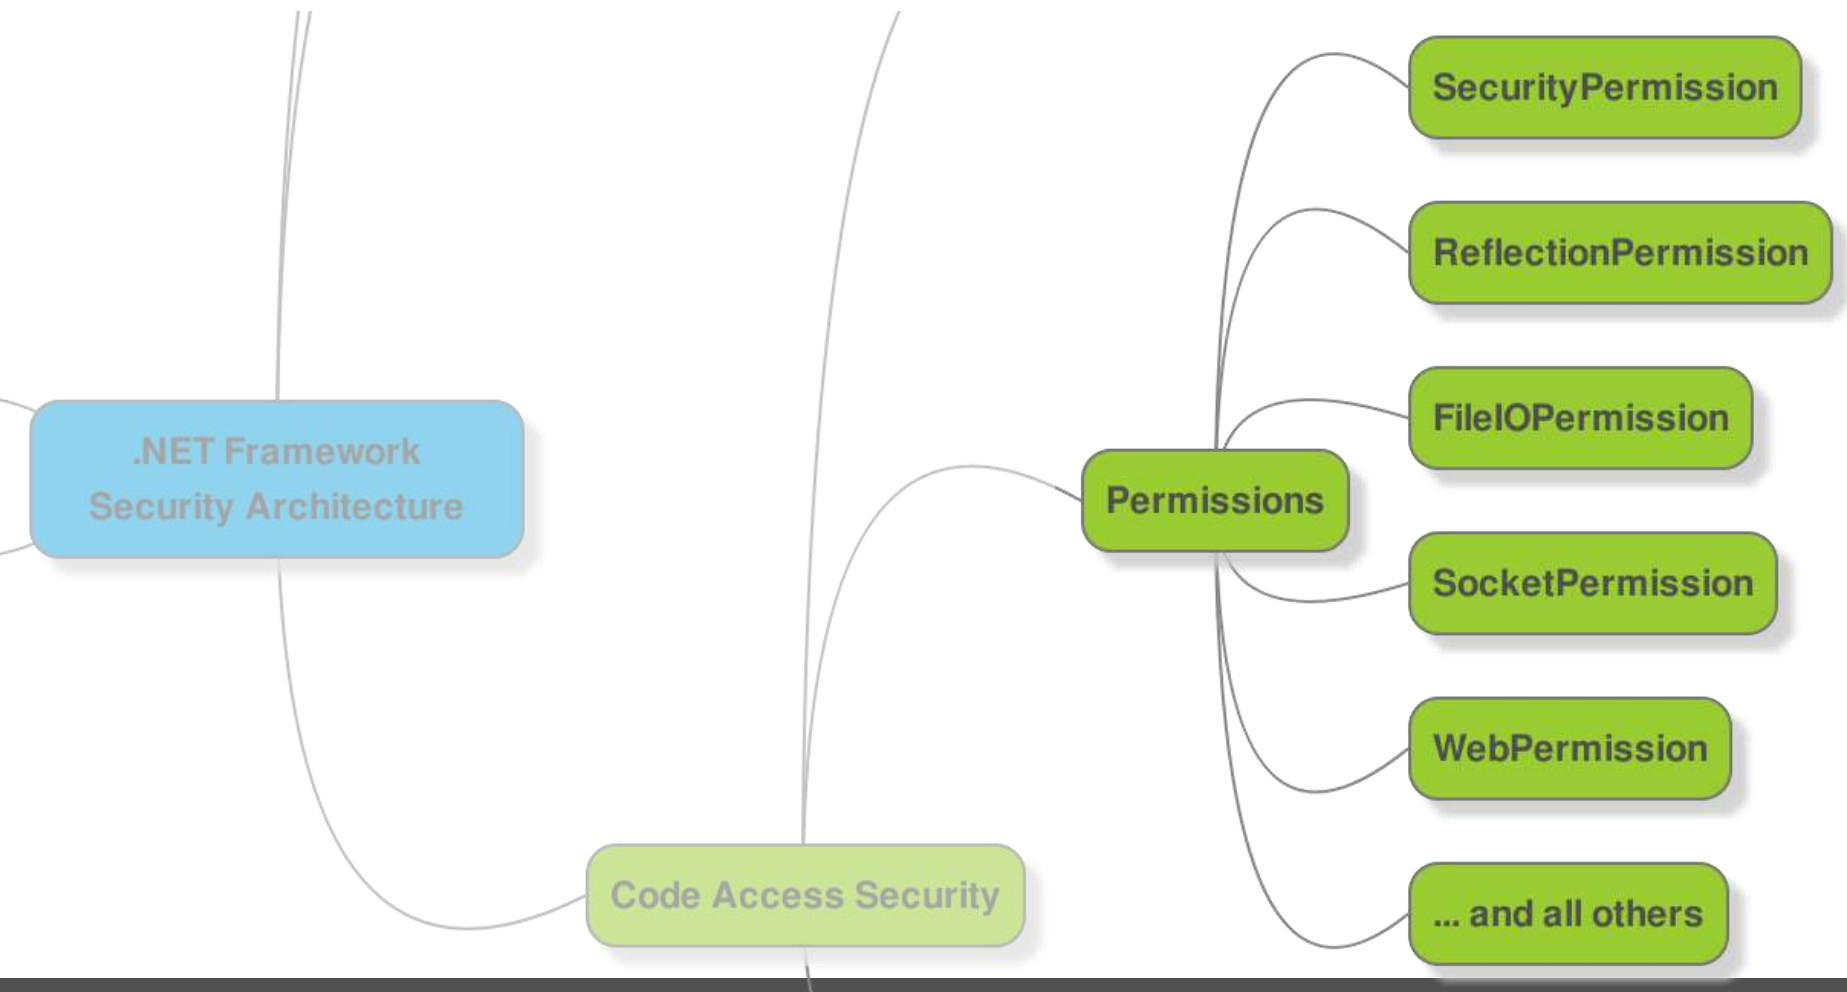 .NET Framework
Security Architecture
Code Access Security
Permissions
SecurityPermission
ReflectionPermission
FileIOPermission
SocketPermission
WebPermission
... and all others